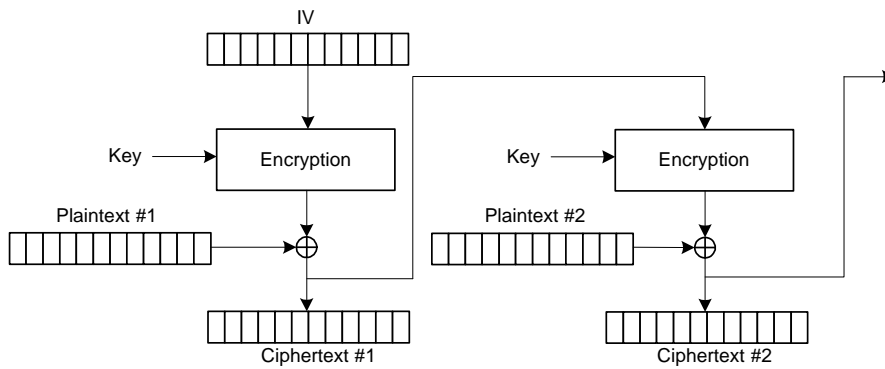 IV
Key
Encryption
Key
Encryption
Plaintext #1
Plaintext #2
Ciphertext #1
Ciphertext #2